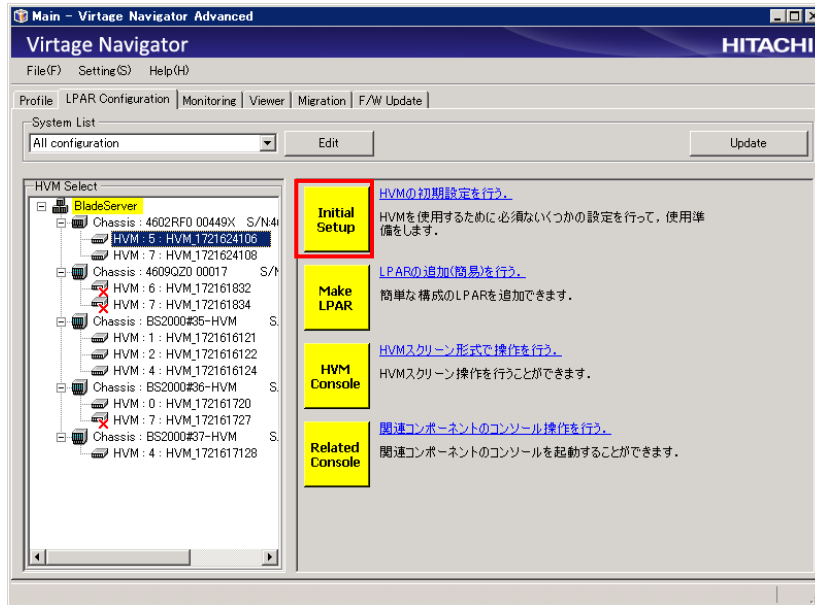 Main - Virtage Navigator Advanced
Virtage Navigator
HITACHI
File(F) Setting(S) Help(H)
Profile LPAR Configuration Monitoring Viewer Migration F/W Update
System List
All configuration
Edit
Update
HVM Select
BladeServer
Chassis : 4602RF0 00449X S/N:4
HVM : 5 : HVM_1721624106
HVM : 7 : HVM_1721624108
Chassis : 4609QZ0 00017 S/N
HVM : 6 : HVM_172161832
HVM : 7 : HVM_172161834
Chassis : BS2000#35-HVM S.
HVM : 1 : HVM_1721616121
HVM : 2 : HVM_1721616122
HVM : 4 : HVM_1721616124
Chassis : BS2000#36-HVM S.
HVM : 0 : HVM_172161720
HVM : 7 : HVM_172161727
Chassis : BS2000#37-HVM S.
HVM : 4 : HVM_1721617128
Initial Setup
HVMの初期設定を行う.
HVMを使用するために必須ないくつかの設定を行って,使用準
備をします.
Make LPAR
LPARの追加(簡易)を行う.
簡単な構成のLPARを追加できます.
HVM Console
HVMスクリーン形式で操作を行う.
HVMスクリーン操作を行うことができます.
Related Console
関連コンポーネントのコンソール操作を行う.
関連コンポーネントのコンソールを起動することができます.